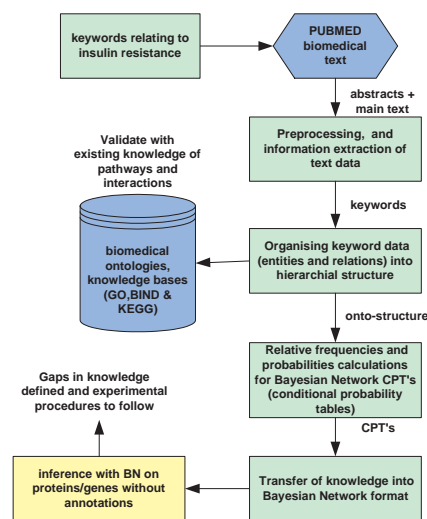 keywords relating to
insulin resistance
PUBMED
biomedical
text
abstracts +
main text
Preprocessing, and
information extraction of
text data
keywords
Validate with
existing knowledge of
pathways and
interactions
biomedical
ontologies,
knowledge bases
(GO,BIND &
KEGG)
Organising keyword data
(entities and relations) into
hierarchial structure
onto-structure
Relative frequencies and
probabilities calculations
for Bayesian Network CPT's
(conditional probability
tables)
CPT's
Gaps in knowledge
defined and experimental
procedures to follow
inference with BN on
proteins/genes without
annotations
Transfer of knowledge into
Bayesian Network format